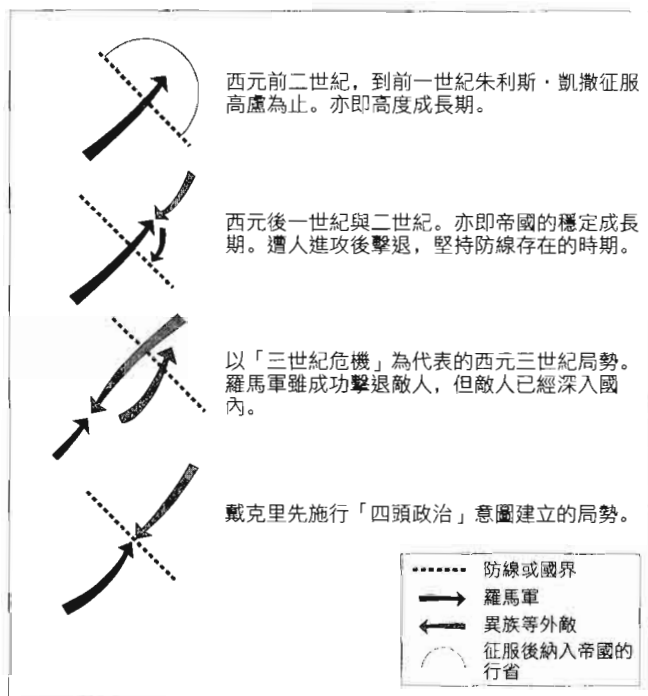 西元前二世紀，到前一世紀朱利斯・凱撒征服
高盧為止。亦即高度成長期。
西元後一世紀與二世紀。亦即帝國的穩定成長
期。遭人進攻後擊退，堅持防線存在的時期。
以「三世紀危機」為代表的西元三世紀局勢。
羅馬軍雖成功擊退敵人，但敵人已經深入國
內。
戴克里先施行「四頭政治」意圖建立的局勢。
防線或國界
羅馬軍
異族等外敵
征服後納入帝國的
行省